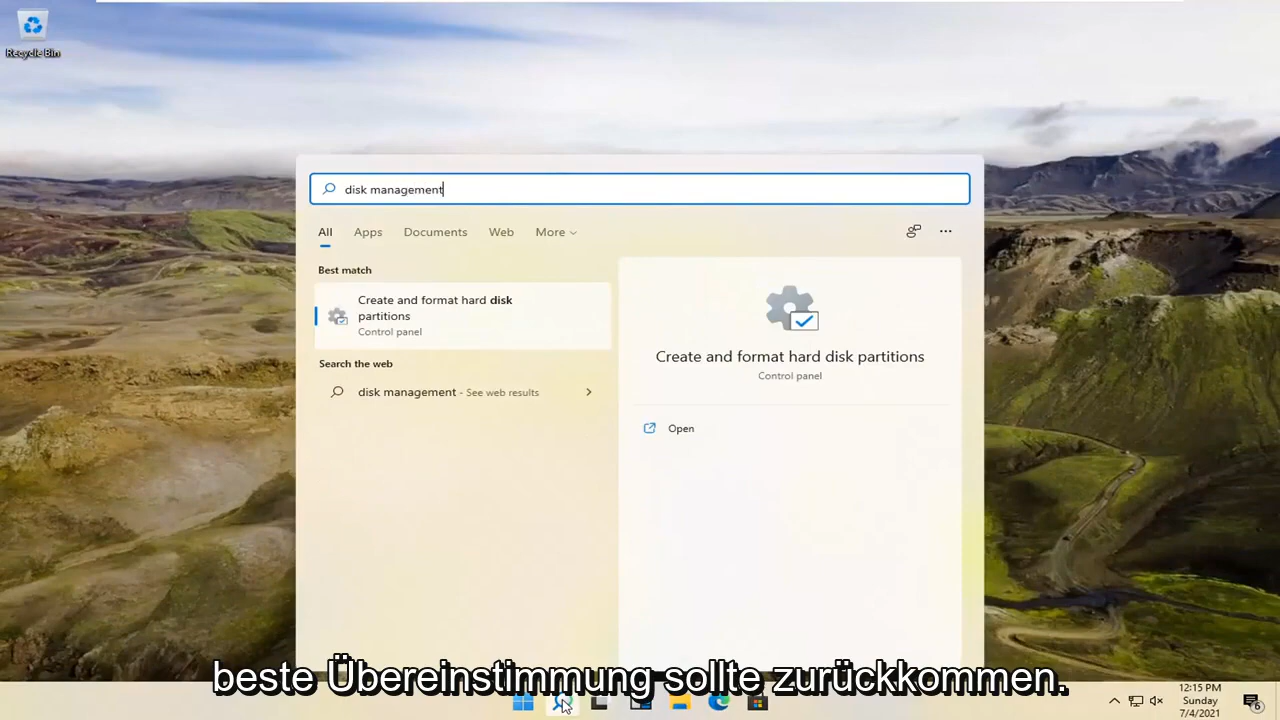 Recycle Bin
disk management
All Apps Documents Web More
Best match
Create and format hard disk
partitions
Control panel
Search the web
disk management - See web results
Create and format hard disk partitions
Control panel
Open
beste Übereinstimmung sollte zurückkommen.
12:15 PM
Sunday
7/4/2021
6